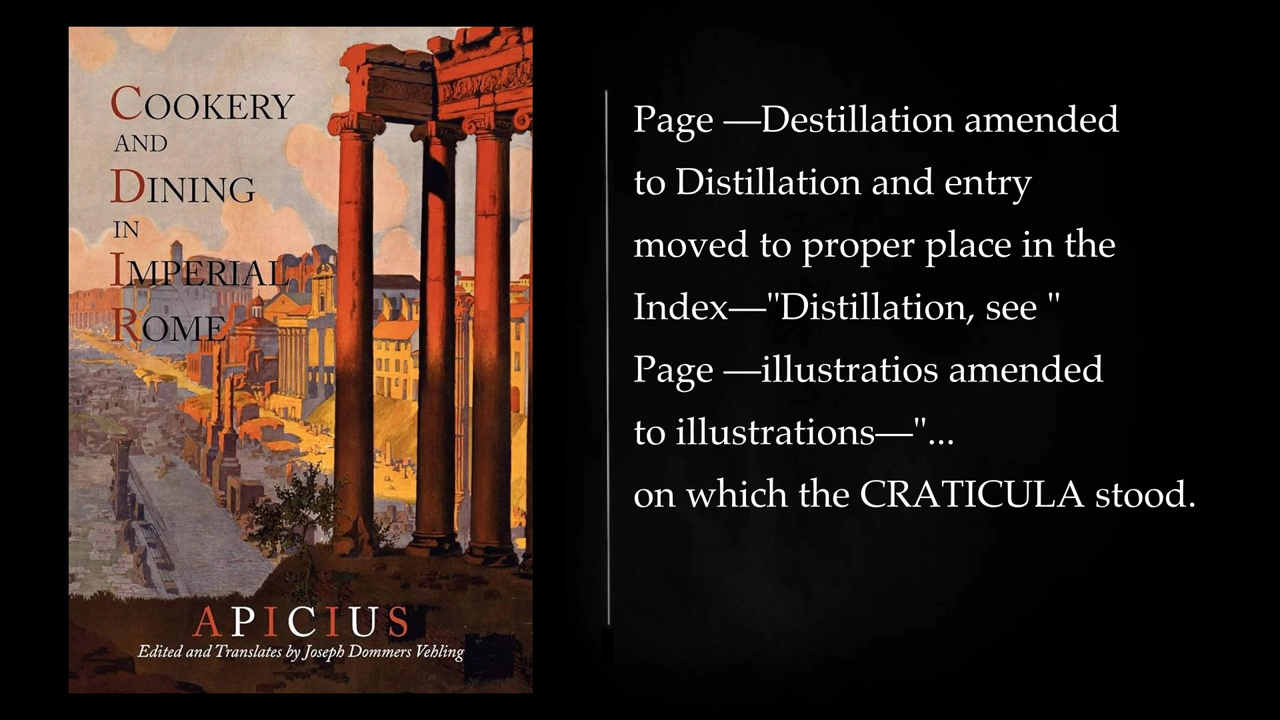 COOKERY
AND
DINING
IN
IMPERIAL
ROME
APICIUS
Edited and Translates by Joseph Dommers Vehling
Page —Destillation amended
to Distillation and entry
moved to proper place in the
Index—"Distillation, see "
Page —illustratios amended
to illustrations—"...
on which the CRATICULA stood.